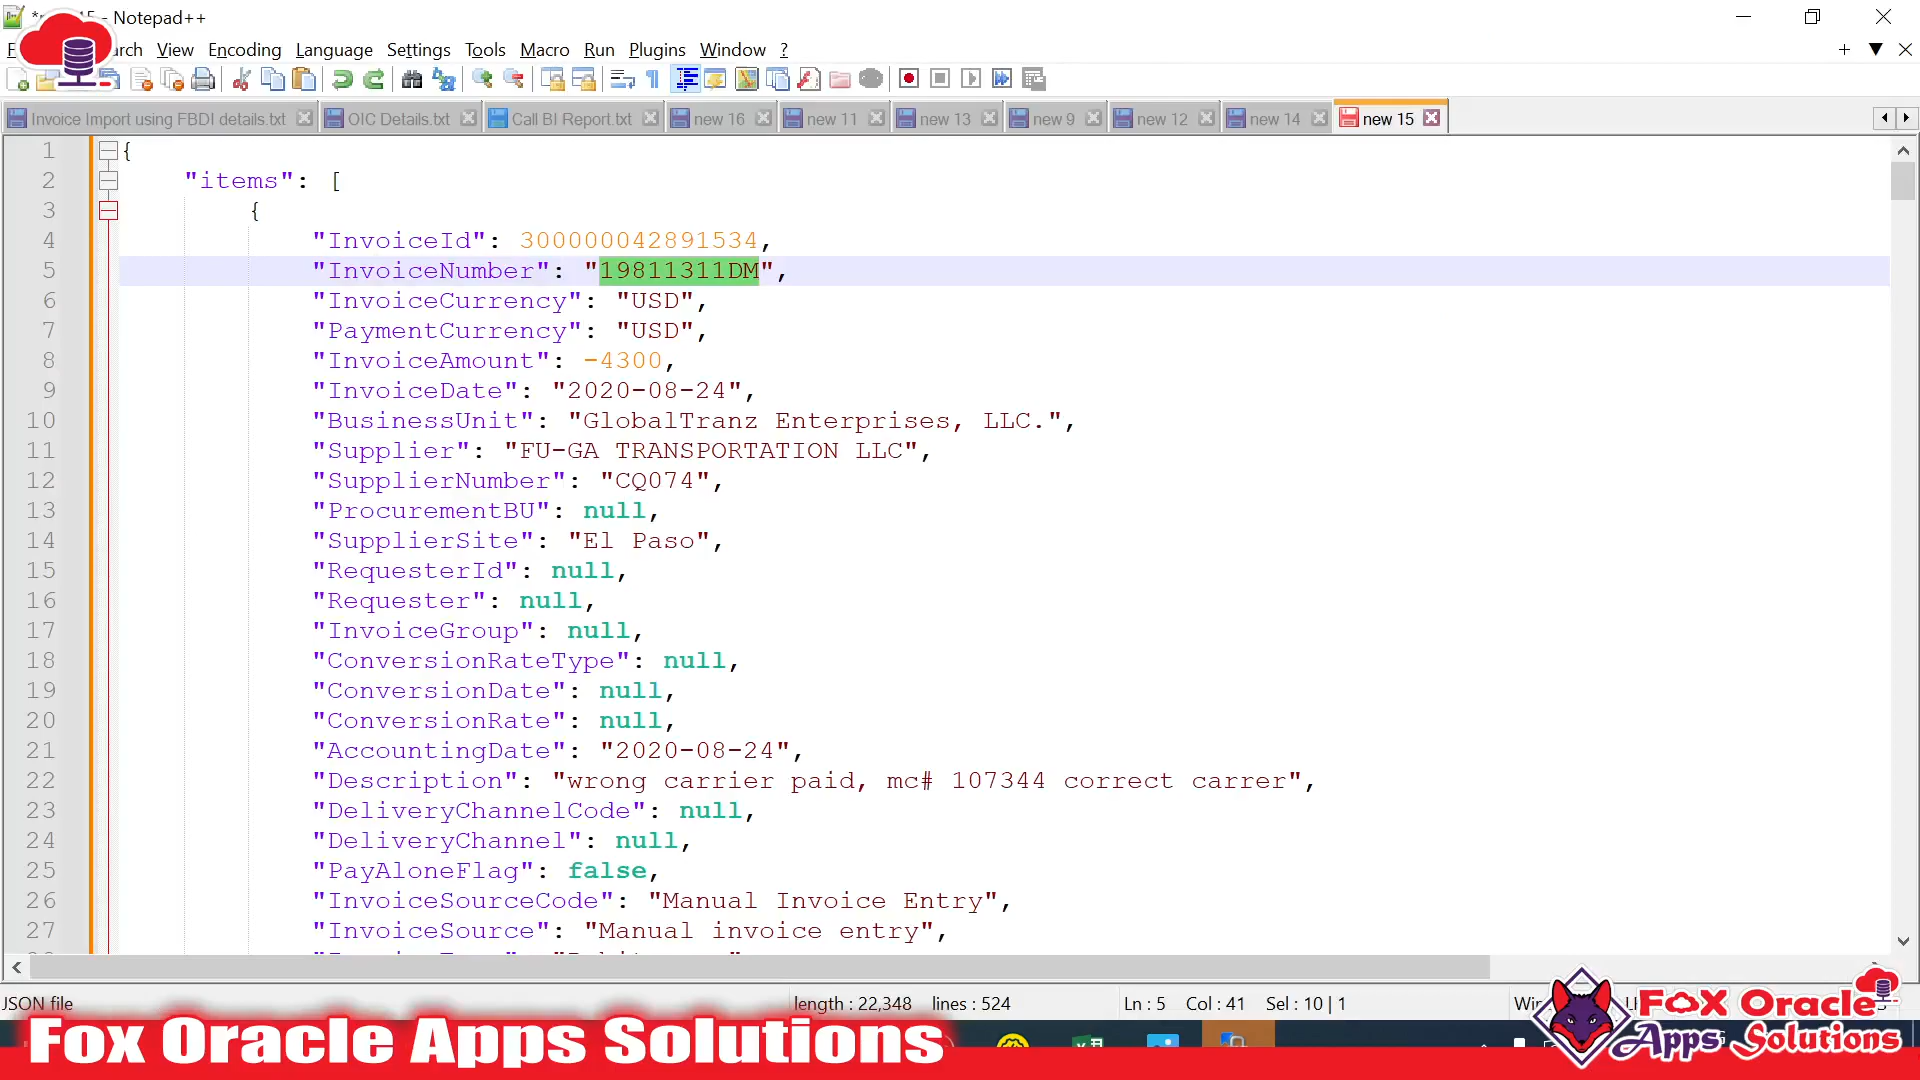 15 - Notepad++
View Encoding Language Settings Tools Macro Run Plugins Window ?
Invoice Import using FBDI details.txt OIC Details.txt Call BI Report.txt new 16 new 11 new 13 new 9 new 12 new 14 new 15
1 {
2 "items": [
3 {
4 "InvoiceId": 300000042891534,
5 "InvoiceNumber": "19811311DM",
6 "InvoiceCurrency": "USD",
7 "PaymentCurrency": "USD",
8 "InvoiceAmount": -4300,
9 "InvoiceDate": "2020-08-24",
10 "BusinessUnit": "GlobalTranz Enterprises, LLC.",
11 "Supplier": "FU-GA TRANSPORTATION LLC",
12 "SupplierNumber": "CQ074",
13 "ProcurementBU": null,
14 "SupplierSite": "El Paso",
15 "RequesterId": null,
16 "Requester": null,
17 "InvoiceGroup": null,
18 "ConversionRateType": null,
19 "ConversionDate": null,
20 "ConversionRate": null,
21 "AccountingDate": "2020-08-24",
22 "Description": "wrong carrier paid, mc# 107344 correct carrer",
23 "DeliveryChannelCode": null,
24 "DeliveryChannel": null,
25 "PayAloneFlag": false,
26 "InvoiceSourceCode": "Manual Invoice Entry",
27 "InvoiceSource": "Manual invoice entry",
JSON file length : 22,348 lines : 524 Ln : 5 Col : 41 Sel : 10 | 1
Fox Oracle Apps Solutions
Fox Oracle
Apps Solutions